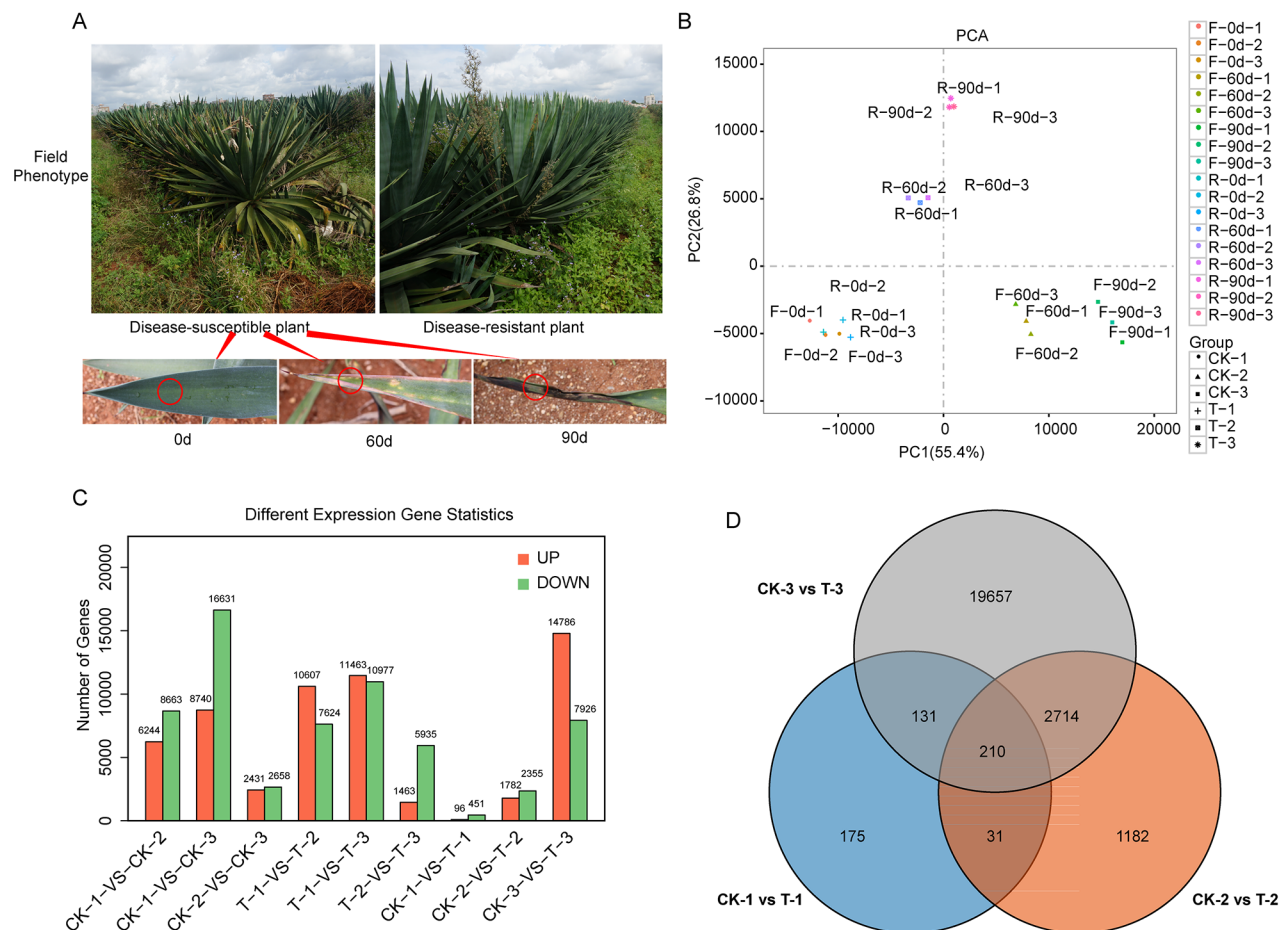 A
Field
Phenotype
Disease-susceptible plant
Disease-resistant plant
0d
60d
90d
B
PCA
PC2(26.8%)
15000
10000
5000
0
−5000
−10000
R−90d−1
R−90d−2
R−90d−3
R−60d−2
R−60d−3
R−60d−1
R−0d−2
F−0d−1
R−0d−1
R−0d−3
F−0d−2
F−0d−3
F−60d−3
F−60d−1
F−60d−2
F−90d−2
F−90d−3
F−90d−1
−10000
0
10000
20000
PC1(55.4%)
F−0d−1
F−0d−2
F−0d−3
F−60d−1
F−60d−2
F−60d−3
F−90d−1
F−90d−2
F−90d−3
R−0d−1
R−0d−2
R−0d−3
R−60d−1
R−60d−2
R−60d−3
R−90d−1
R−90d−2
R−90d−3
Group
CK−1
CK−2
CK−3
T−1
T−2
T−3
C
Different Expression Gene Statistics
Number of Genes
20000
15000
10000
5000
0
UP
DOWN
6244
8663
8740
16631
2431
2658
10607
7624
11463
10977
1463
5935
96
451
1782
2355
14786
7926
CK−1−VS−CK−2
CK−1−VS−CK−3
CK−2−VS−CK−3
T−1−VS−T−2
T−1−VS−T−3
T−2−VS−T−3
CK−1−VS−T−1
CK−2−VS−T−2
CK−3−VS−T−3
D
CK-3 vs T-3
19657
131
2714
210
175
31
1182
CK-1 vs T-1
CK-2 vs T-2